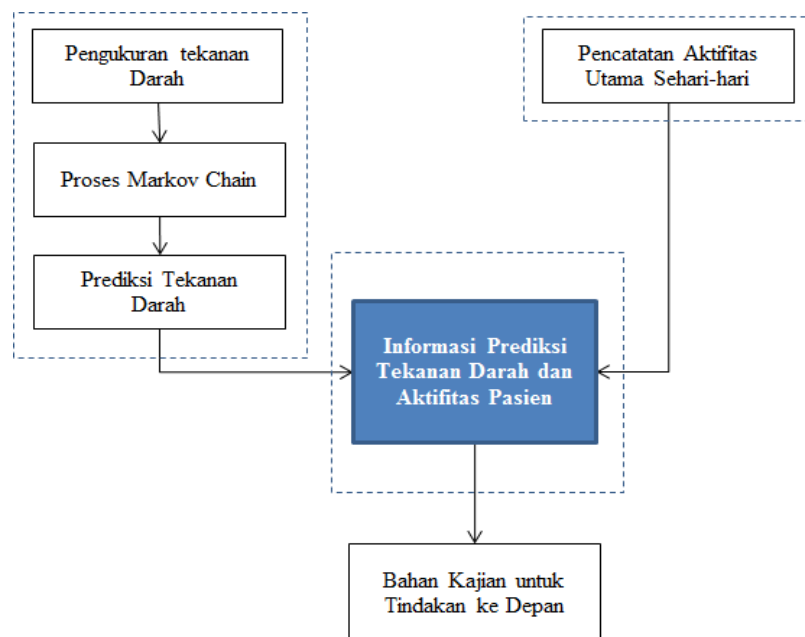 Pengukuran tekanan
Darah
Proses Markov Chain
Prediksi Tekanan
Darah
Pencatatan Aktifitas
Utama Sehari-hari
Informasi Prediksi
Tekanan Darah dan
Aktifitas Pasien
Bahan Kajian untuk
Tindakan ke Depan